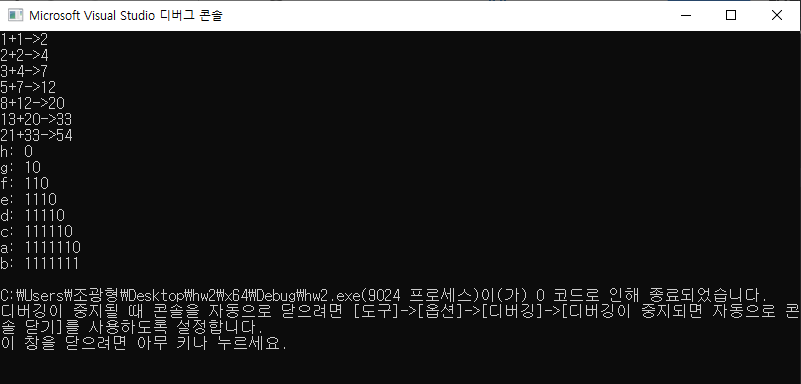 Microsoft Visual Studio 디버그 콘솔
1+1->2
2+2->4
3+4->7
5+7->12
8+12->20
13+20->33
21+33->54
h: 0
g: 10
f: 110
e: 1110
d: 11110
c: 111110
a: 1111110
b: 1111111
C:₩Users₩조광형₩Desktop₩hw2₩x64₩Debug₩hw2.exe(9024 프로세스)이(가) 0 코드로 인해 종료되었습니다.
디버깅이 중지될 때 콘솔을 자동으로 닫으려면 [도구]->[옵션]->[디버깅]->[디버깅이 중지되면 자동으로 콘
솔 닫기]를 사용하도록 설정합니다.
이 창을 닫으려면 아무 키나 누르세요.